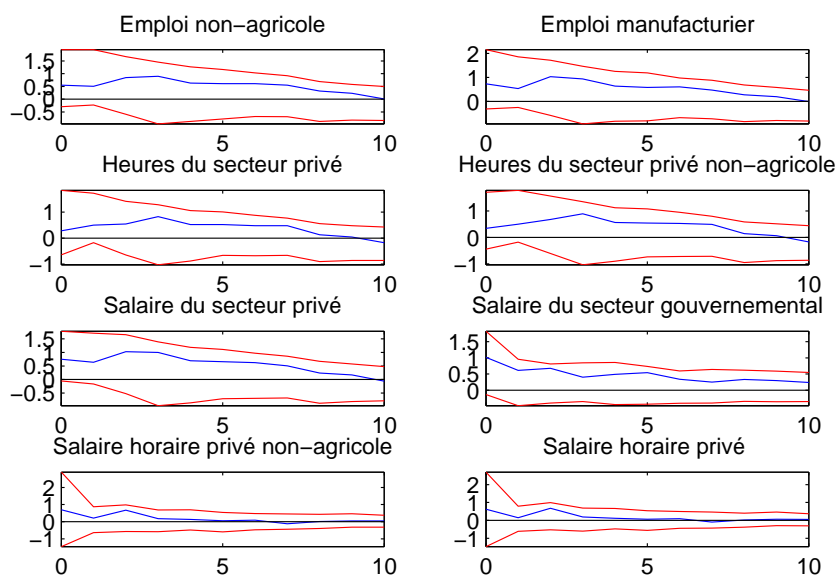 Emploi non-agricole
1.5
1
0.5
0
-0.5
0 5 10
Emploi manufacturier
2
1
0
0 5 10
Heures du secteur privé
1
0
-1
0 5 10
Heures du secteur privé non-agricole
1
0
-1
0 5 10
Salaire du secteur privé
1.5
1
0.5
0
-0.5
0 5 10
Salaire du secteur gouvernemental
1.5
1
0.5
0
0 5 10
Salaire horaire privé non-agricole
2
1
0
-1
0 5 10
Salaire horaire privé
2
1
0
-1
0 5 10